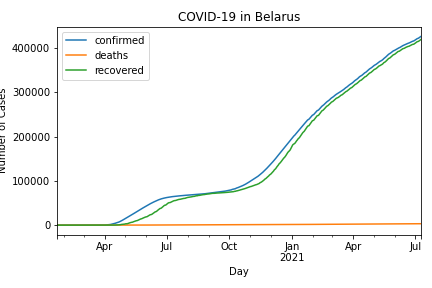 COVID-19 in Belarus
confirmed
deaths
recovered
400000
300000
200000
100000
0
Number of Cases
Apr
Jul
Oct
Jan
2021
Apr
Jul
Day